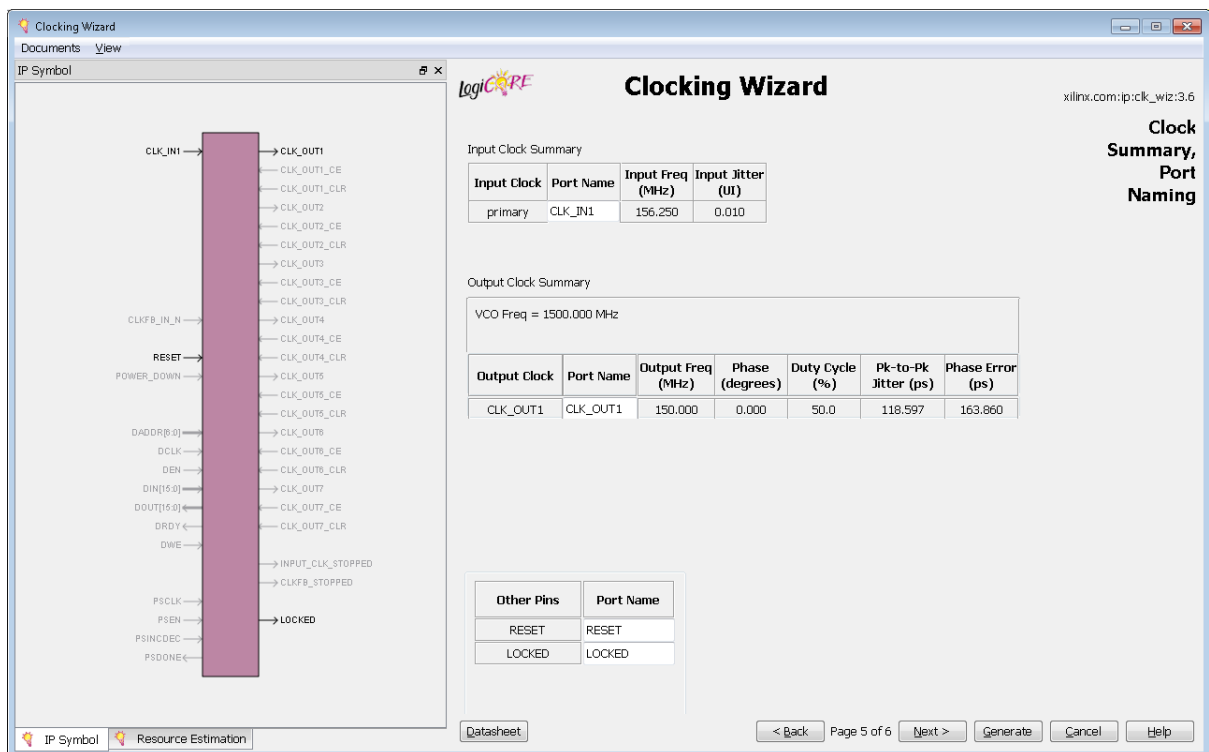 Clocking Wizard
Documents View
IP Symbol
CLK_IN1
CLKFB_IN_N
RESET
POWER_DOWN
DADDR[6:0]
DCLK
DEN
DIN[15:0]
DOUT[15:0]
DRDY
DWE
PSCLK
PSEN
PSINCDEC
PSDONE
CLK_OUT1
CLK_OUT1_CE
CLK_OUT1_CLR
CLK_OUT2
CLK_OUT2_CE
CLK_OUT2_CLR
CLK_OUT3
CLK_OUT3_CE
CLK_OUT3_CLR
CLK_OUT4
CLK_OUT4_CE
CLK_OUT4_CLR
CLK_OUT5
CLK_OUT5_CE
CLK_OUT5_CLR
CLK_OUT6
CLK_OUT6_CE
CLK_OUT6_CLR
CLK_OUT7
CLK_OUT7_CE
CLK_OUT7_CLR
INPUT_CLK_STOPPED
CLKFB_STOPPED
LOCKED
IP Symbol Resource Estimation
logiCORE
Clocking Wizard
xilinx.com:ip:clk_wiz:3.6
Clock
Summary,
Port
Naming
Input Clock Summary
Input Clock Port Name Input Freq (MHz) Input Jitter (UI)
primary CLK_IN1 156.250 0.010
Output Clock Summary
VCO Freq = 1500.000 MHz
Output Clock Port Name Output Freq (MHz) Phase (degrees) Duty Cycle (%) Pk-to-Pk Jitter (ps) Phase Error (ps)
CLK_OUT1 CLK_OUT1 150.000 0.000 50.0 118.597 163.860
Other Pins Port Name
RESET RESET
LOCKED LOCKED
Datasheet < Back Page 5 of 6 Next > Generate Cancel Help